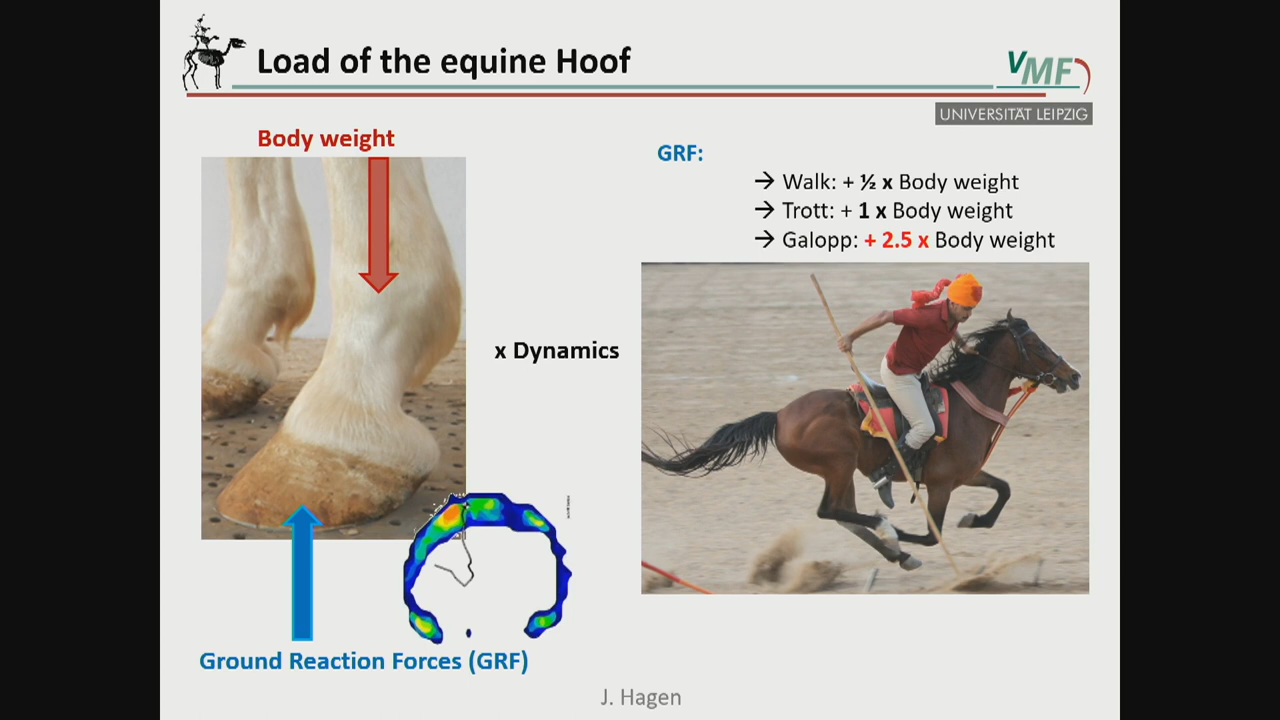 Load of the equine Hoof
VMF
UNIVERSITÄT LEIPZIG
Body weight
GRF:
→ Walk: + ½ x Body weight
→ Trott: + 1 x Body weight
→ Galopp: + 2.5 x Body weight
x Dynamics
Ground Reaction Forces (GRF)
J. Hagen